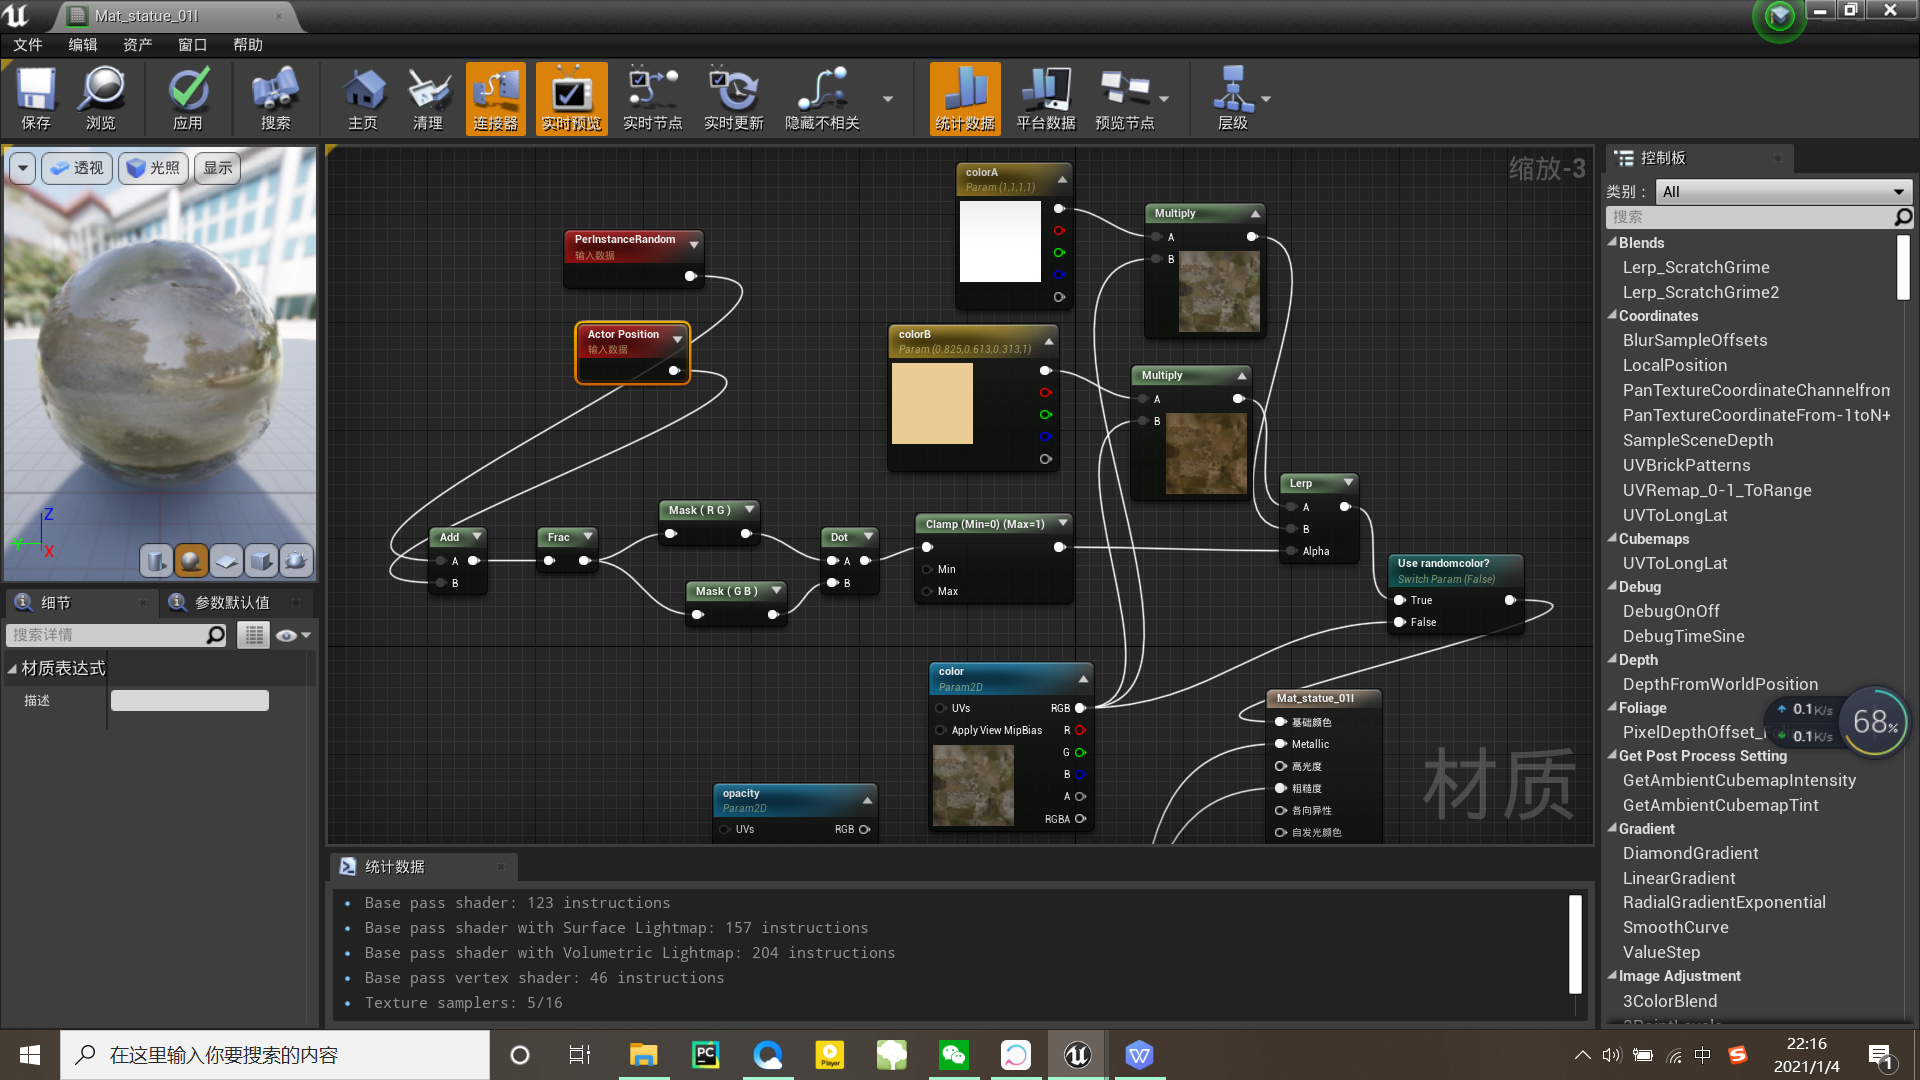 Mat_statue_01l
文件 编辑 资产 窗口 帮助
保存 浏览 应用 搜索 主页 清理 连接器 实时预览 实时节点 实时更新 隐藏不相关 统计数据 平台数据 预览节点 层级
透视 光照 显示
Z
Y
X
细节 参数默认值
搜索详情
材质表达式
描述
缩放-3
PerInstanceRandom
输入数据
Actor Position
输入数据
colorA
Param (1,1,1,1)
Multiply
A
B
colorB
Param (0.825,0.613,0.313,1)
Multiply
A
B
Add
A
B
Frac
Mask ( R G )
Mask ( G B )
Dot
A
B
Clamp (Min=0) (Max=1)
Min
Max
Lerp
A
B
Alpha
Use randomcolor?
Switch Param (False)
True
False
color
Param2D
UVs RGB
Apply View MipBias R
G
B
A
RGBA
opacity
Param2D
UVs RGB
Mat_statue_01l
基础颜色
Metallic
高光度
粗糙度
各向异性
自发光颜色
材质
统计数据
Base pass shader: 123 instructions
Base pass shader with Surface Lightmap: 157 instructions
Base pass shader with Volumetric Lightmap: 204 instructions
Base pass vertex shader: 46 instructions
Texture samplers: 5/16
控制板
类别： All
搜索
Blends
Lerp_ScratchGrime
Lerp_ScratchGrime2
Coordinates
BlurSampleOffsets
LocalPosition
PanTextureCoordinateChannelfron
PanTextureCoordinateFrom-1toN+
SampleSceneDepth
UVBrickPatterns
UVRemap_0-1_ToRange
UVToLongLat
Cubemaps
UVToLongLat
Debug
DebugOnOff
DebugTimeSine
Depth
DepthFromWorldPosition
Foliage
PixelDepthOffset_
Get Post Process Setting
GetAmbientCubemapIntensity
GetAmbientCubemapTint
Gradient
DiamondGradient
LinearGradient
RadialGradientExponential
SmoothCurve
ValueStep
Image Adjustment
3ColorBlend
0.1K/s
0.1K/s
68%
在这里输入你要搜索的内容
PC
Player
中
22:16
2021/1/4
1